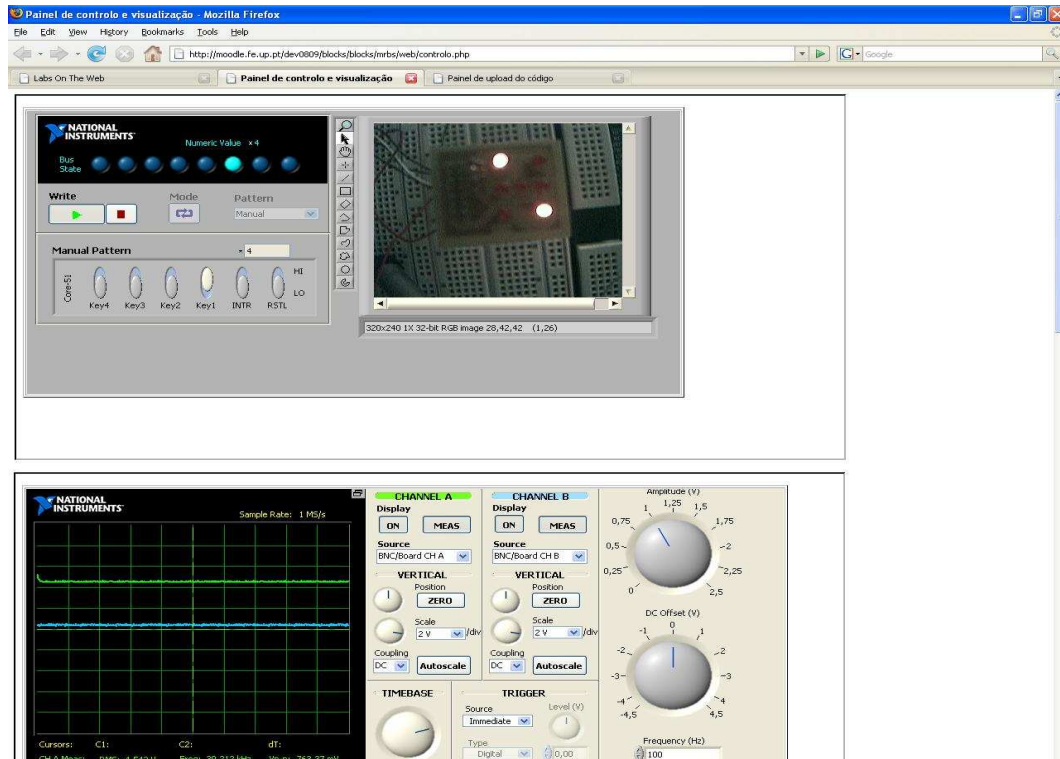 Painel de controlo e visualização - Mozilla Firefox
File Edit View History Bookmarks Tools Help
http://moodle.fe.up.pt/dev0809/blocks/blocks/mrbs/web/controlo.php
G Google
Labs On The Web
Painel de controlo e visualização
Painel de upload do código
NATIONAL INSTRUMENTS
Numeric Value x 4
Bus State
Write
Mode
Pattern
Manual
Manual Pattern
x 4
Core-51
HI
LO
Key4 Key3 Key2 Key1 INTR RSTL
320x240 1X 32-bit RGB image 28,42,42 (1,26)
NATIONAL INSTRUMENTS
Sample Rate: 1 MS/s
Cursors: C1: C2: dT:
CH A Meas: RMS: Freq: 763,27 mV
CHANNEL A
Display
ON MEAS
Source
BNC/Board CH A
VERTICAL
Position
ZERO
Scale
2 V /div
Coupling
DC Autoscale
CHANNEL B
Display
ON MEAS
Source
BNC/Board CH B
VERTICAL
Position
ZERO
Scale
2 V /div
Coupling
DC Autoscale
TIMEBASE
TRIGGER
Source
Immediate
Level (V)
Type
Digital
0,00
Amplitude (V)
0 0,25 0,5 0,75 1 1,25 1,5 1,75 2 2,25 2,5
DC Offset (V)
-4,5 -4 -3 -2 -1 0 1 2 3 4 4,5
Frequency (Hz)
100